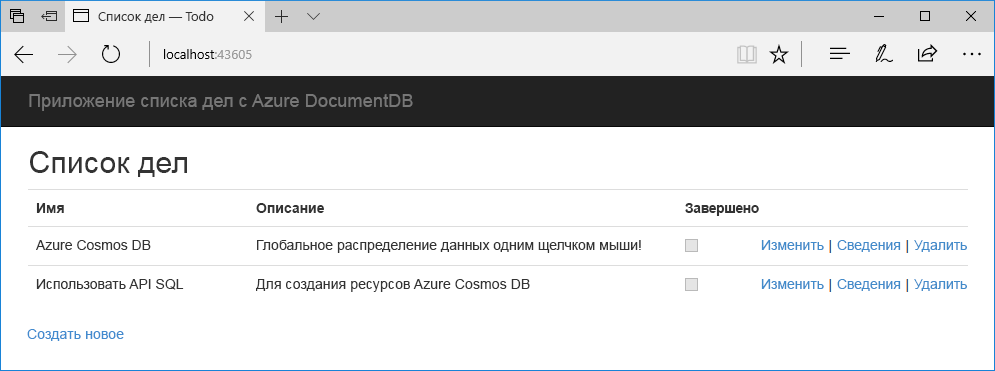 Список дел — Todo
localhost:43605
Приложение списка дел с Azure DocumentDB
Список дел
Имя Описание Завершено
Azure Cosmos DB Глобальное распределение данных одним щелчком мыши! Изменить | Сведения | Удалить
Использовать API SQL Для создания ресурсов Azure Cosmos DB Изменить | Сведения | Удалить
Создать новое